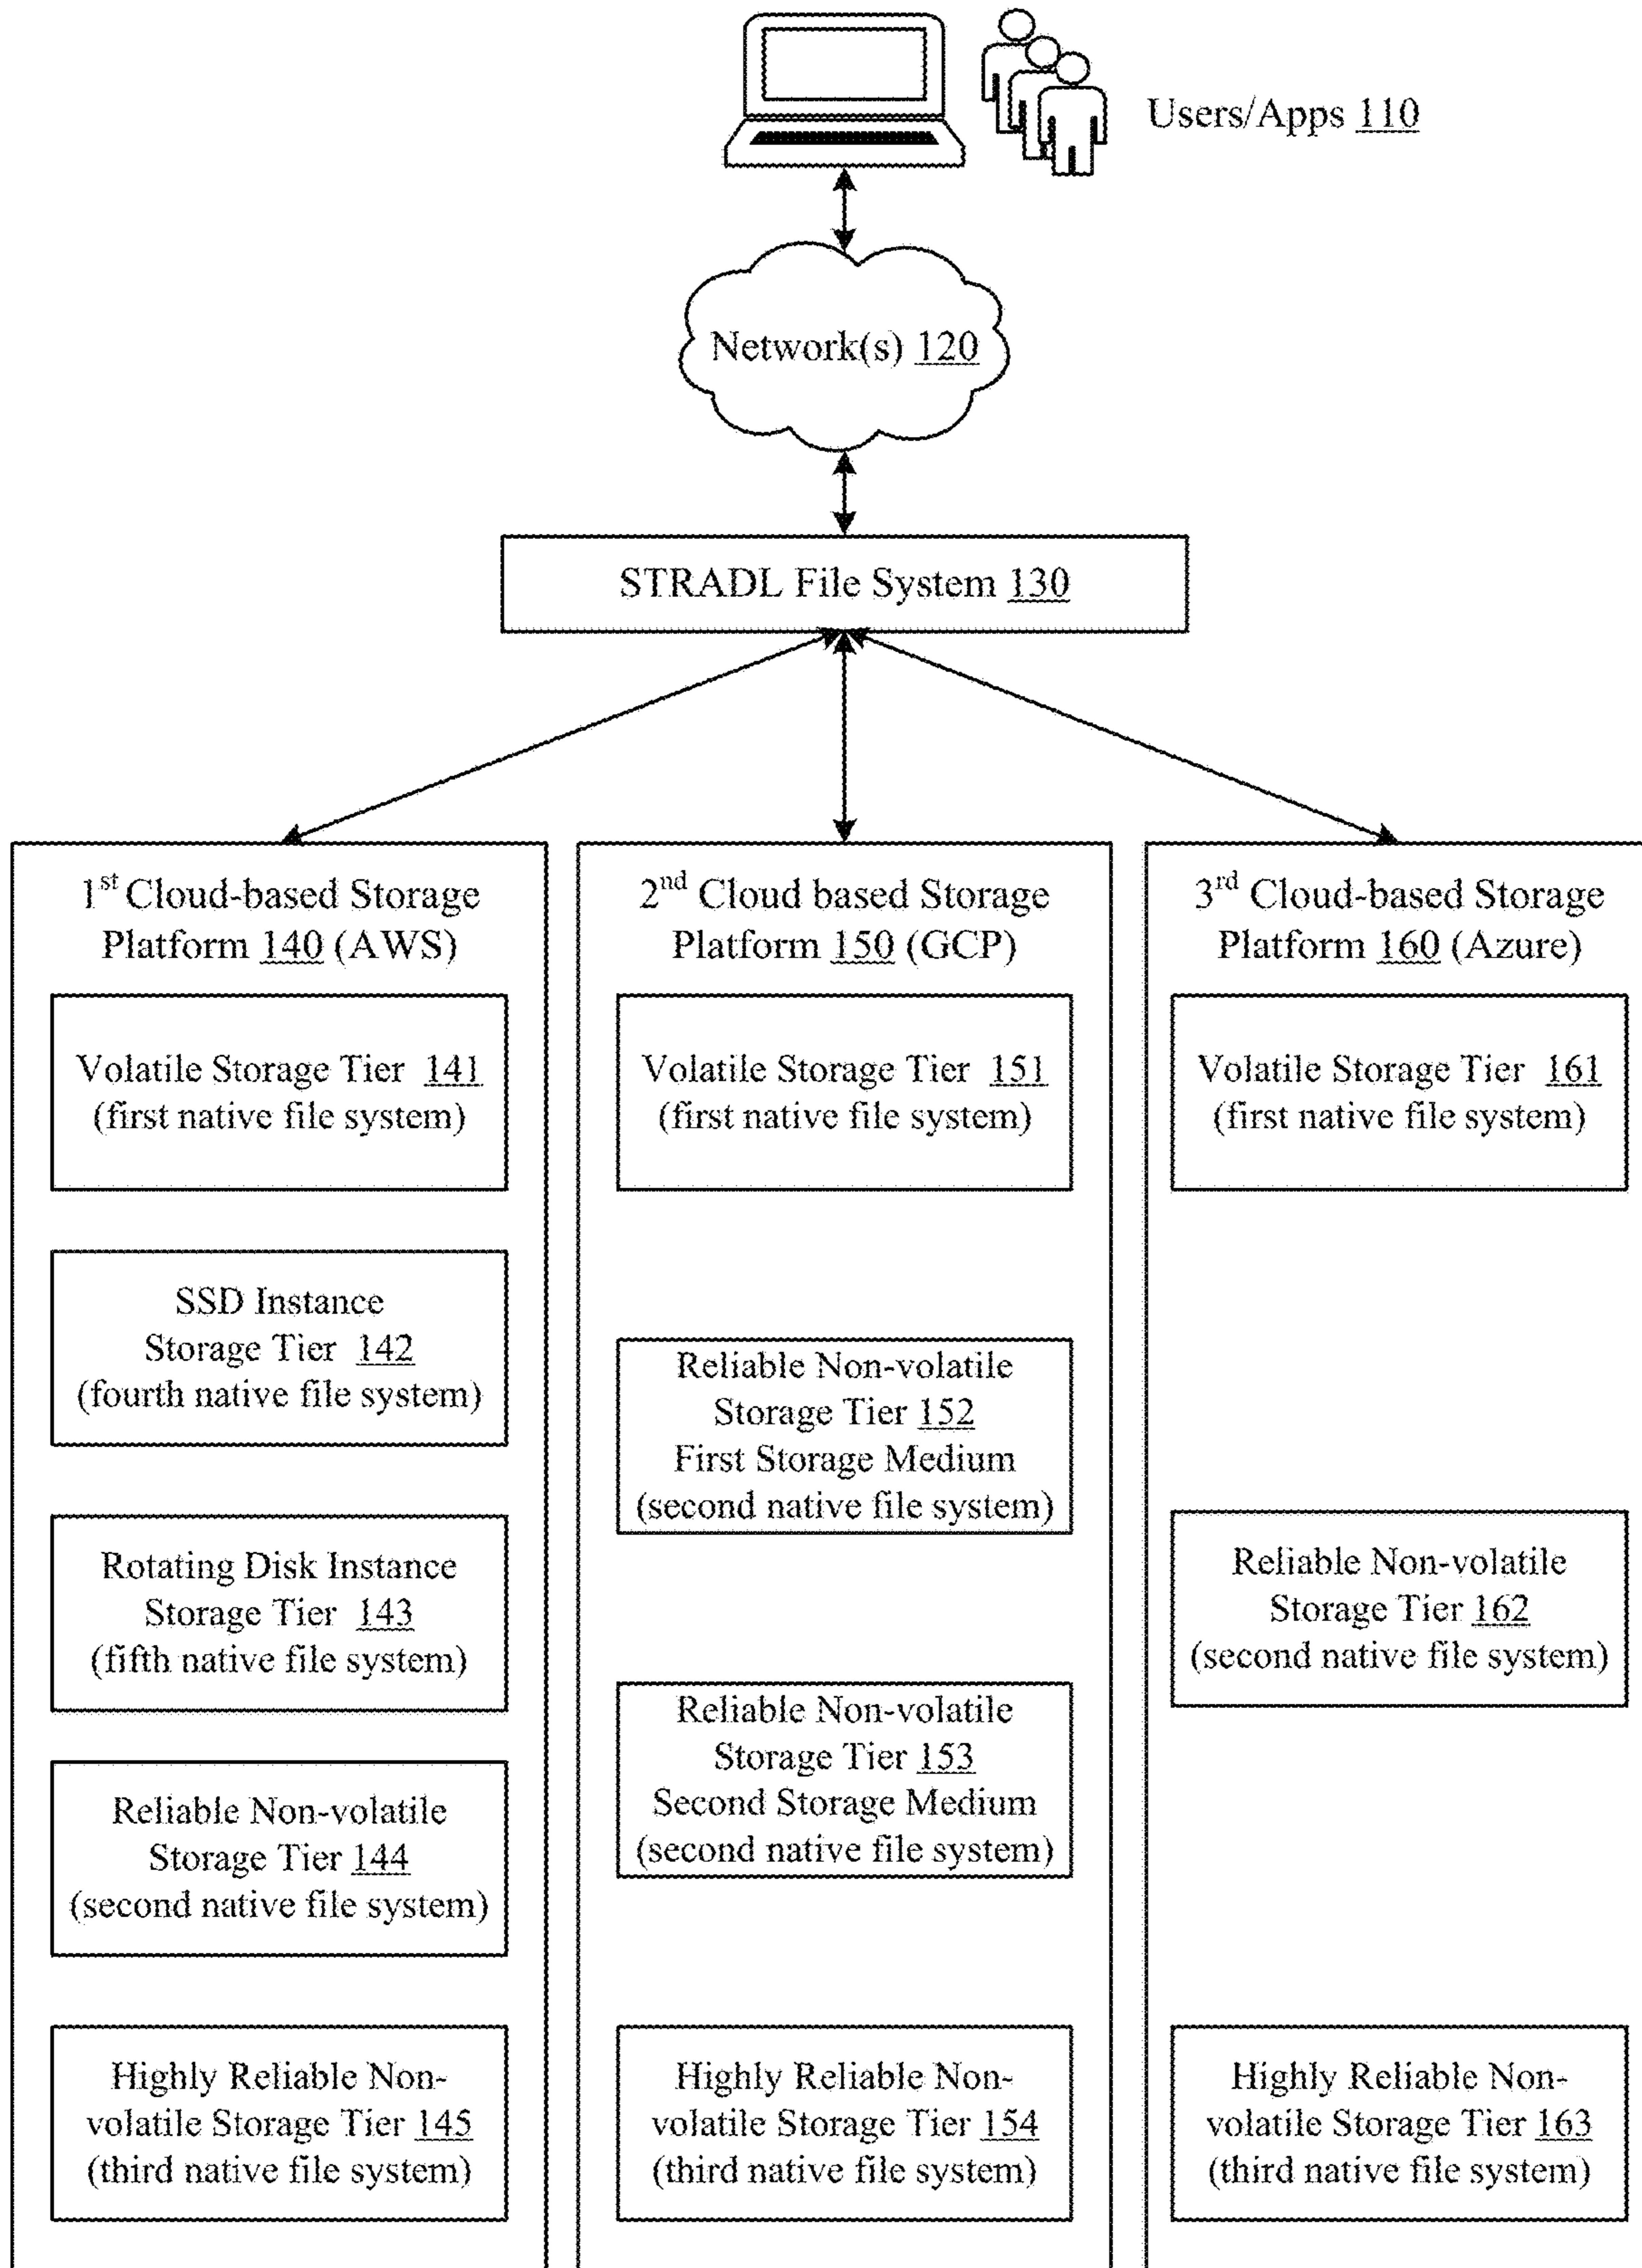 Users/Apps 110
Network(s) 120
STRADL File System 130
1st Cloud-based Storage
Platform 140 (AWS)
Volatile Storage Tier 141
(first native file system)
SSD Instance
Storage Tier 142
(fourth native file system)
Rotating Disk Instance
Storage Tier 143
(fifth native file system)
Reliable Non-volatile
Storage Tier 144
(second native file system)
Highly Reliable Non-
volatile Storage Tier 145
(third native file system)
2nd Cloud based Storage
Platform 150 (GCP)
Volatile Storage Tier 151
(first native file system)
Reliable Non-volatile
Storage Tier 152
First Storage Medium
(second native file system)
Reliable Non-volatile
Storage Tier 153
Second Storage Medium
(second native file system)
Highly Reliable Non-
volatile Storage Tier 154
(third native file system)
3rd Cloud-based Storage
Platform 160 (Azure)
Volatile Storage Tier 161
(first native file system)
Reliable Non-volatile
Storage Tier 162
(second native file system)
Highly Reliable Non-
volatile Storage Tier 163
(third native file system)